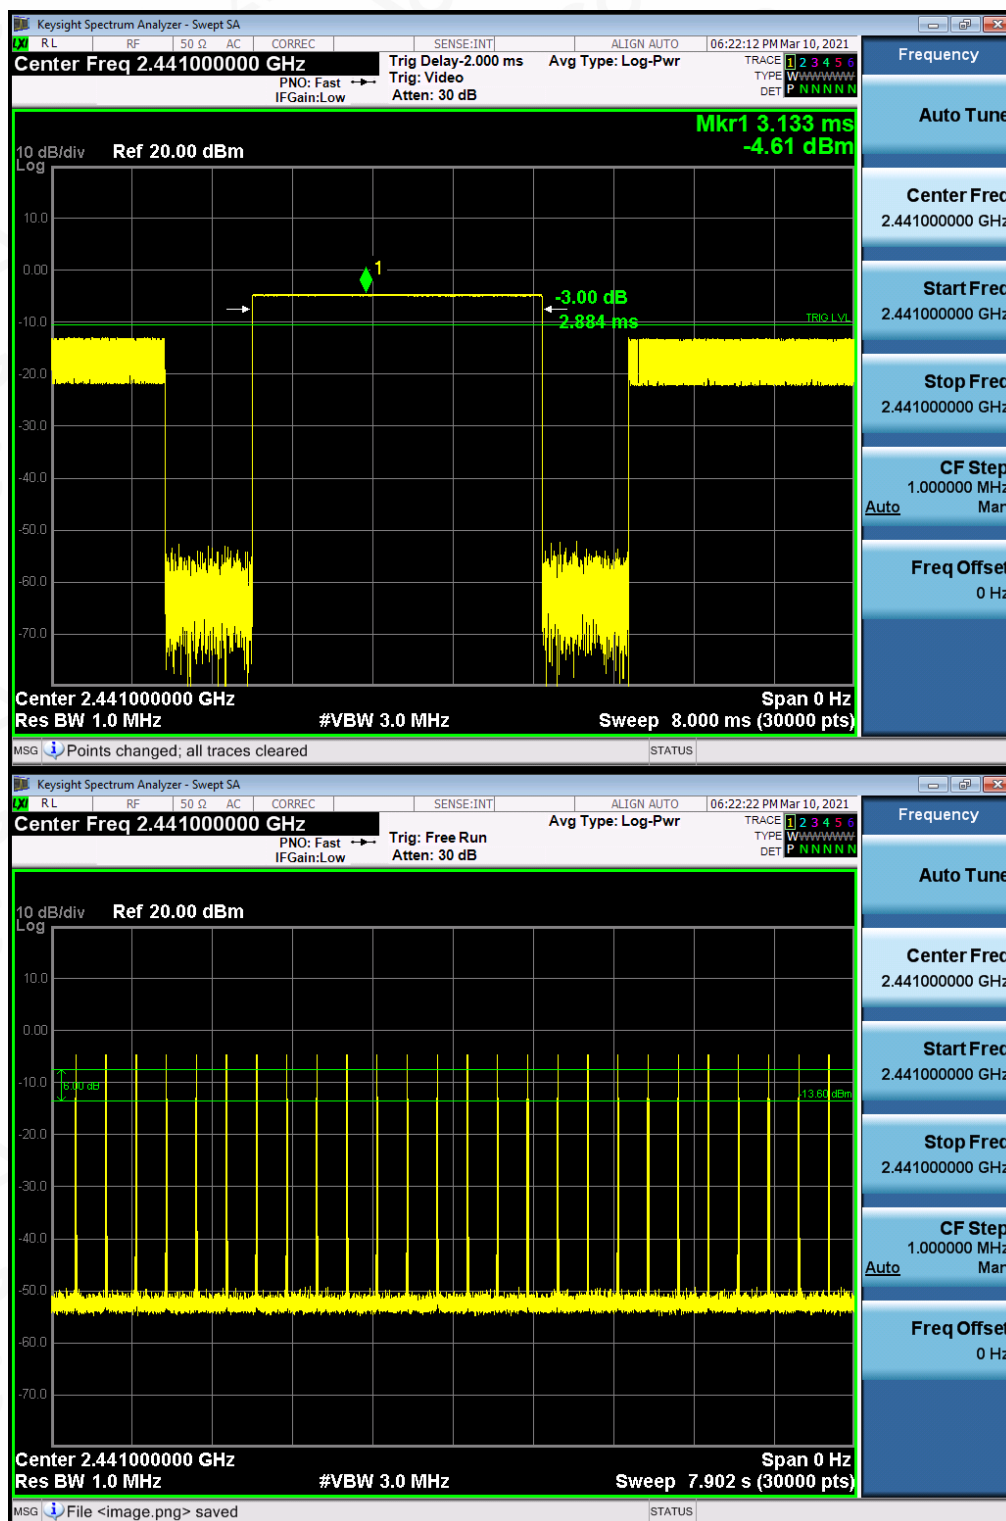 Keysight Spectrum Analyzer - Swept SA
LXI RL RF 50 Ω AC CORREC SENSE:INT ALIGN AUTO 06:22:12 PM Mar 10, 2021
Center Freq 2.441000000 GHz Trig Delay-2.000 ms Avg Type: Log-Pwr TRACE 1 2 3 4 5 6
PNO: Fast Trig: Video TYPE WWWWWW
IFGain:Low Atten: 30 dB DET P N N N N N
Frequency
Auto Tune
Mkr1 3.133 ms
-4.61 dBm
10 dB/div Ref 20.00 dBm
Log
10.0
0.00
-10.0
-20.0
-30.0
-40.0
-50.0
-60.0
-70.0
1
-3.00 dB
2.884 ms
TRIG LVL
Center Freq
2.441000000 GHz
Start Freq
2.441000000 GHz
Stop Freq
2.441000000 GHz
CF Step
1.000000 MHz
Auto Man
Freq Offset
0 Hz
Center 2.441000000 GHz Span 0 Hz
Res BW 1.0 MHz #VBW 3.0 MHz Sweep 8.000 ms (30000 pts)
MSG Points changed; all traces cleared STATUS
Keysight Spectrum Analyzer - Swept SA
LXI RL RF 50 Ω AC CORREC SENSE:INT ALIGN AUTO 06:22:22 PM Mar 10, 2021
Center Freq 2.441000000 GHz Avg Type: Log-Pwr TRACE 1 2 3 4 5 6
PNO: Fast Trig: Free Run TYPE WWWWWW
IFGain:Low Atten: 30 dB DET P N N N N N
Frequency
Auto Tune
10 dB/div Ref 20.00 dBm
Log
10.0
0.00
-10.0
-20.0
-30.0
-40.0
-50.0
-60.0
-70.0
6.00 dB
-13.60 dBm
Center Freq
2.441000000 GHz
Start Freq
2.441000000 GHz
Stop Freq
2.441000000 GHz
CF Step
1.000000 MHz
Auto Man
Freq Offset
0 Hz
Center 2.441000000 GHz Span 0 Hz
Res BW 1.0 MHz #VBW 3.0 MHz Sweep 7.902 s (30000 pts)
MSG File <image.png> saved STATUS